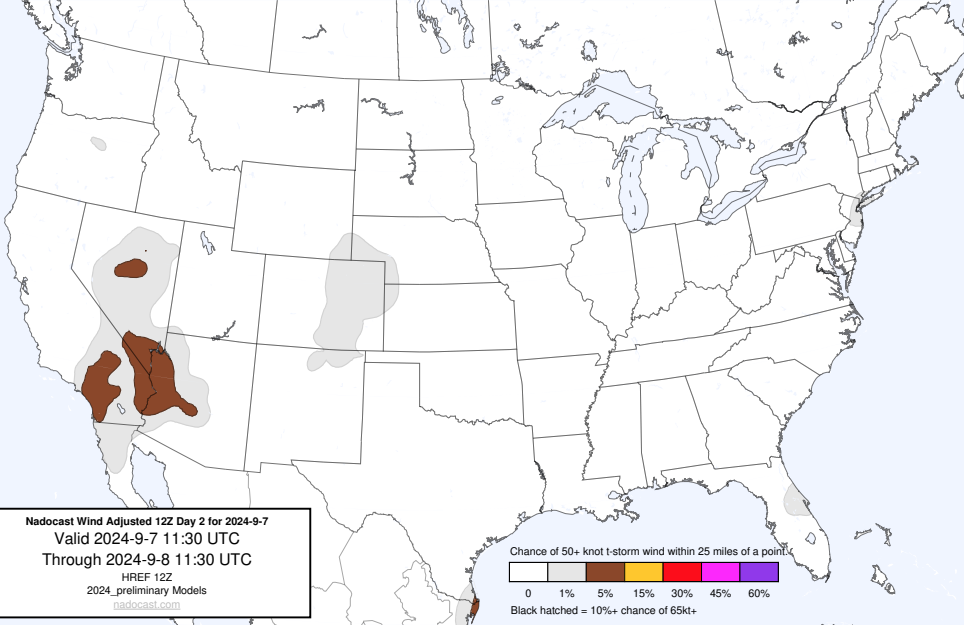 Nadocast Wind Adjusted 12Z Day 2 for 2024-9-7
Valid 2024-9-7 11:30 UTC
Through 2024-9-8 11:30 UTC
HREF 12Z
2024_preliminary Models
nadocast.com
Chance of 50+ knot t-storm wind within 25 miles of a point.
0 1% 5% 15% 30% 45% 60%
Black hatched = 10%+ chance of 65kt+